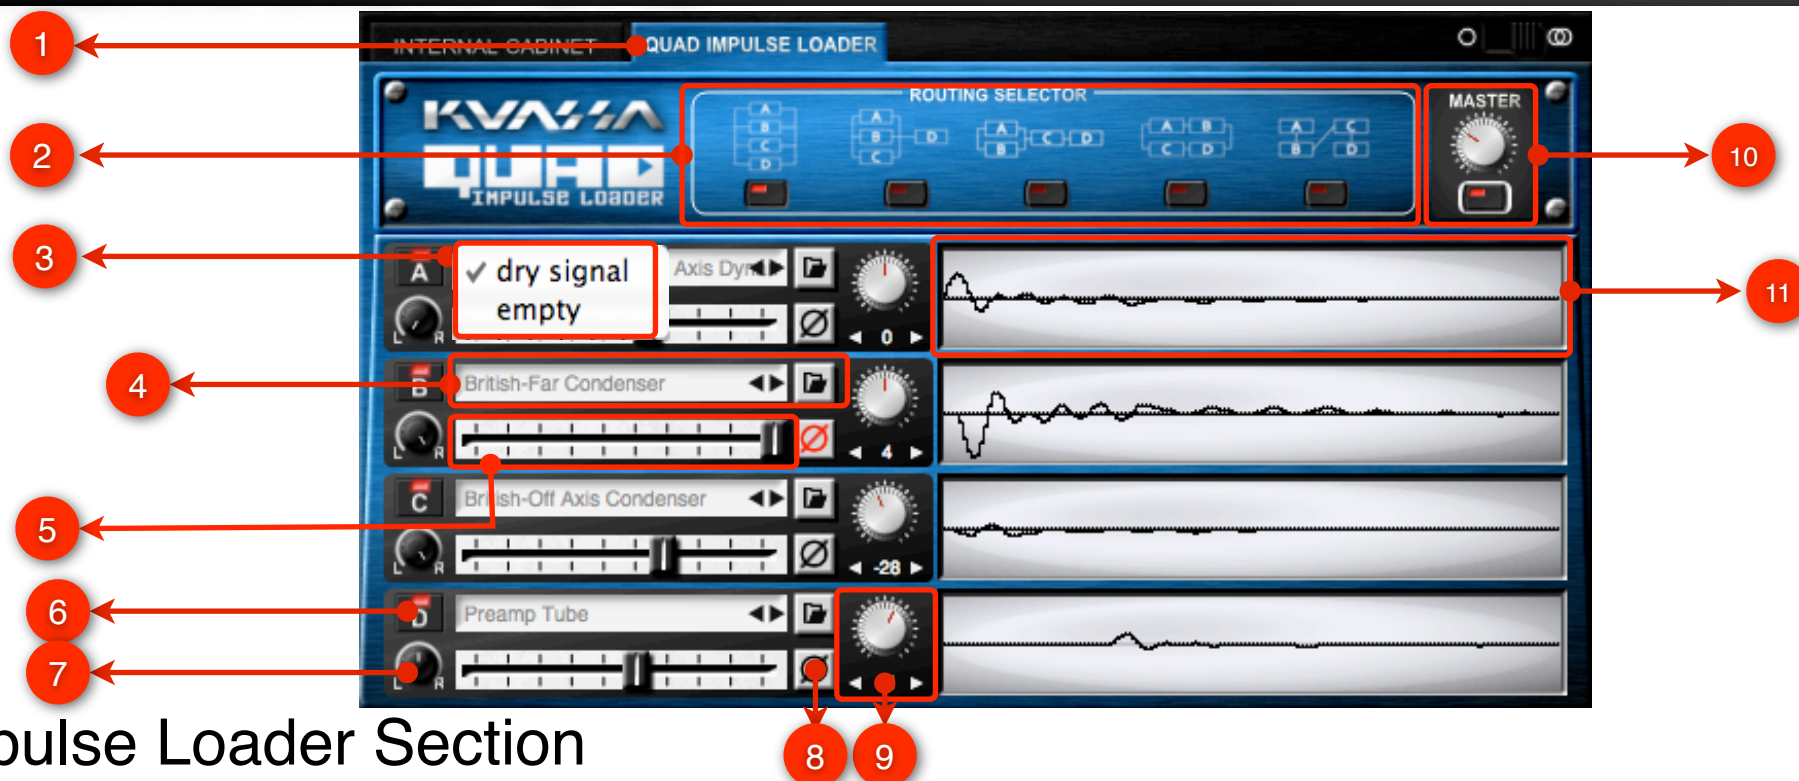 1
INTERNAL CABINET
QUAD IMPULSE LOADER
2
KVASSA
QUAD
IMPULSE LOADER
ROUTING SELECTOR
A
B
C
D
A
B
C
D
A
B
C
D
A
B
C
D
A
B
C
D
MASTER
10
3
A
✓ dry signal
empty
Axis Dyn
L
R
0
11
4
B
British-Far Condenser
L
R
4
5
C
British-Off Axis Condenser
L
R
-28
6
D
Preamp Tube
7
L
R
8
9
pulse Loader Section